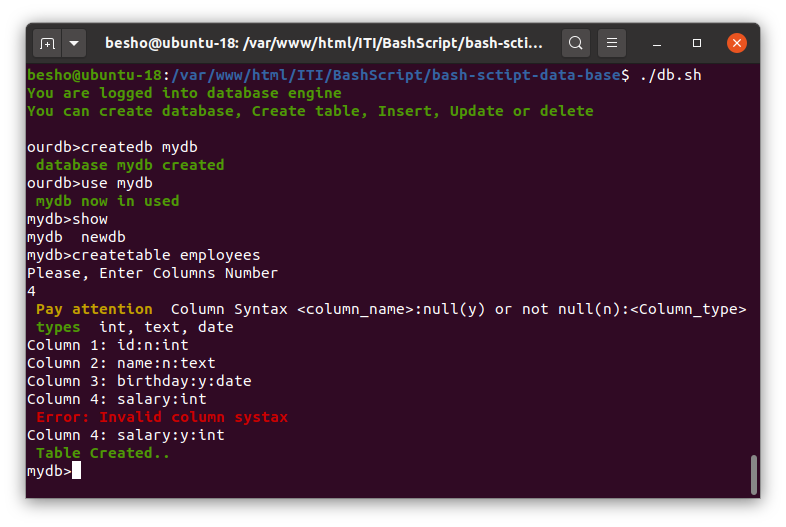 besho@ubuntu-18: /var/www/html/ITI/BashScript/bash-scti...
besho@ubuntu-18:/var/www/html/ITI/BashScript/bash-sctipt-data-base$ ./db.sh
You are logged into database engine
You can create database, Create table, Insert, Update or delete
ourdb>createdb mydb
database mydb created
ourdb>use mydb
mydb now in used
mydb>show
mydb  newdb
mydb>createtable employees
Please, Enter Columns Number
4
Pay attention  Column Syntax <column_name>:null(y) or not null(n):<Column_type>
types  int, text, date
Column 1: id:n:int
Column 2: name:n:text
Column 3: birthday:y:date
Column 4: salary:int
Error: Invalid column systax
Column 4: salary:y:int
Table Created..
mydb>